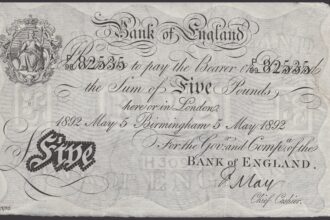 Bank of England
82535 to pay the Bearer on 82535
the Sum of Five Pounds
here or in London
1892 May 5 Birmingham 5 May 1892
For the Gov.r and Comp.a of the
BANK of ENGLAND.
Five
F. May
Chief Cashier.